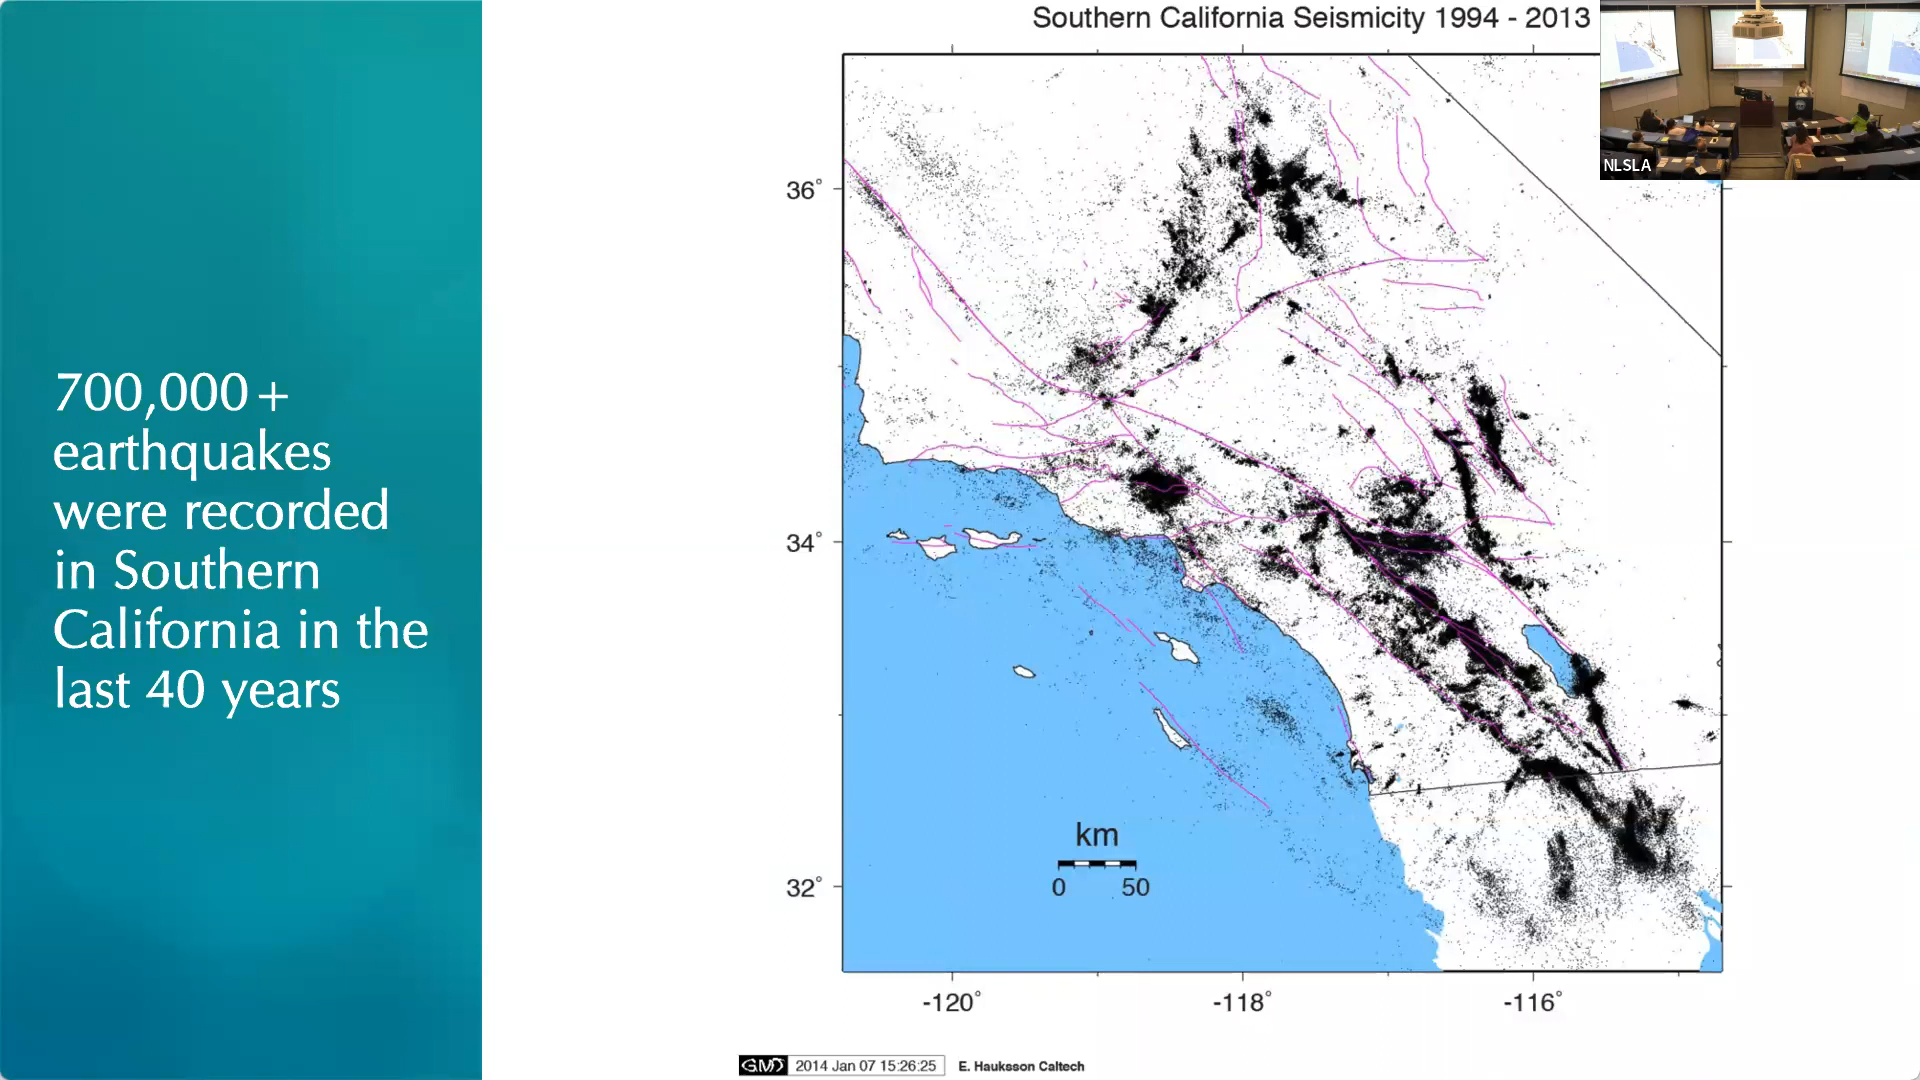 700,000+
earthquakes
were recorded
in Southern
California in the
last 40 years
Southern California Seismicity 1994 - 2013
NLSLA
36°
34°
32°
km
0 50
-120° -118° -116°
GMT 2014 Jan 07 15:26:25 E. Hauksson Caltech